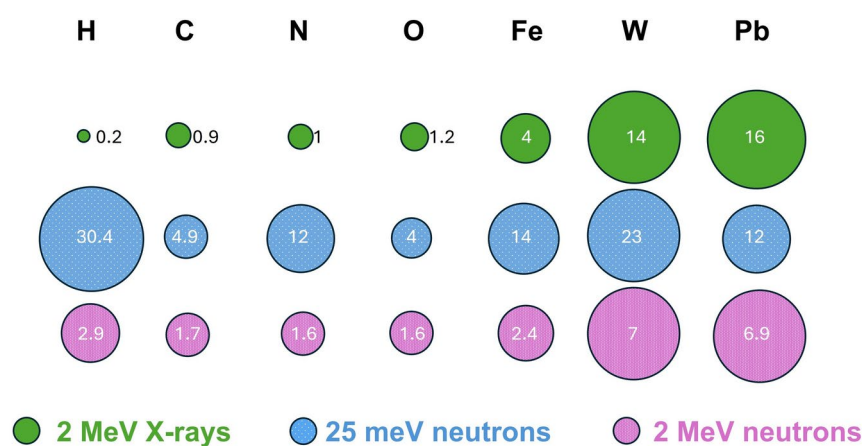 H C N O Fe W Pb
0.2 0.9 1 1.2 4 14 16
30.4 4.9 12 4 14 23 12
2.9 1.7 1.6 1.6 2.4 7 6.9
2 MeV X-rays 25 meV neutrons 2 MeV neutrons